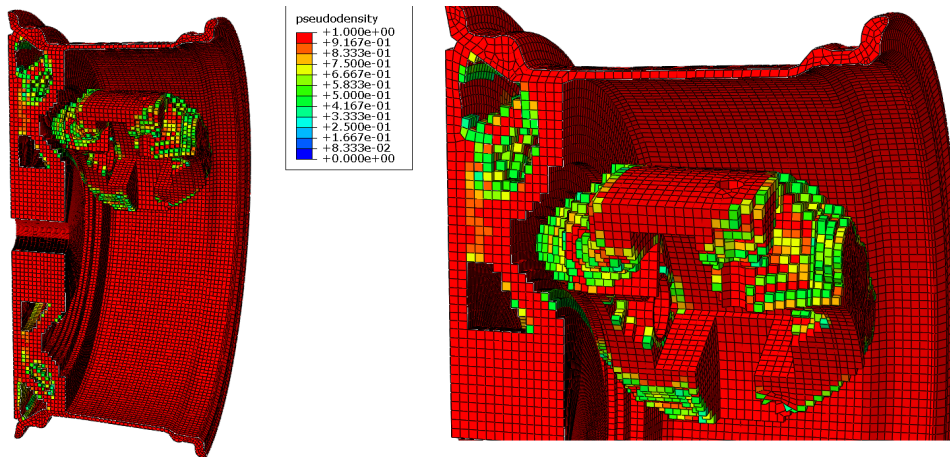 pseudodensity
+1.000e+00
+9.167e-01
+8.333e-01
+7.500e-01
+6.667e-01
+5.833e-01
+5.000e-01
+4.167e-01
+3.333e-01
+2.500e-01
+1.667e-01
+8.333e-02
+0.000e+00